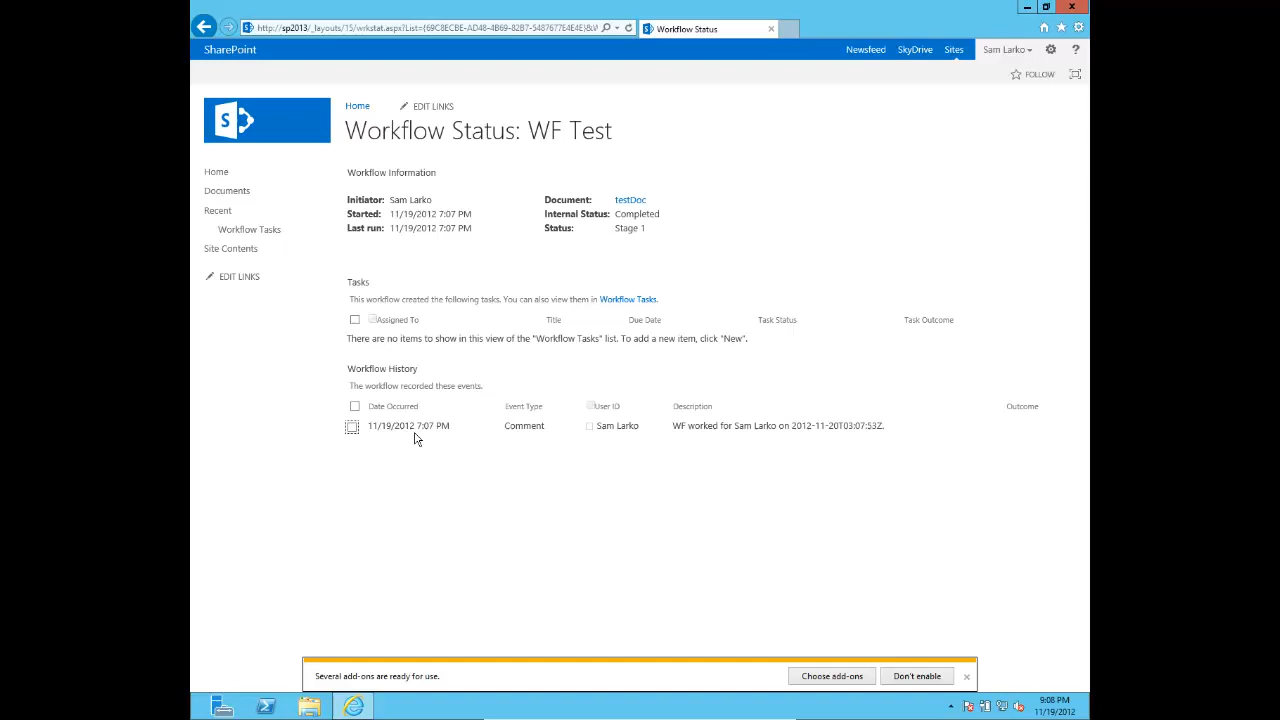 http://sp2013/_layouts/15/wrkstat.aspx?List={69C8ECBE-AD48-4B69-82B7-5487677E4E4E}&W
Workflow Status
SharePoint
Newsfeed SkyDrive Sites Sam Larko ?
FOLLOW
Home EDIT LINKS
Workflow Status: WF Test
Home
Documents
Recent
Workflow Tasks
Site Contents
EDIT LINKS
Workflow Information
Initiator: Sam Larko Document: testDoc
Started: 11/19/2012 7:07 PM Internal Status: Completed
Last run: 11/19/2012 7:07 PM Status: Stage 1
Tasks
This workflow created the following tasks. You can also view them in Workflow Tasks.
Assigned To Title Due Date Task Status Task Outcome
There are no items to show in this view of the "Workflow Tasks" list. To add a new item, click "New".
Workflow History
The workflow recorded these events.
Date Occurred Event Type User ID Description Outcome
11/19/2012 7:07 PM Comment Sam Larko WF worked for Sam Larko on 2012-11-20T03:07:53Z.
Several add-ons are ready for use. Choose add-ons Don't enable
9:08 PM
11/19/2012